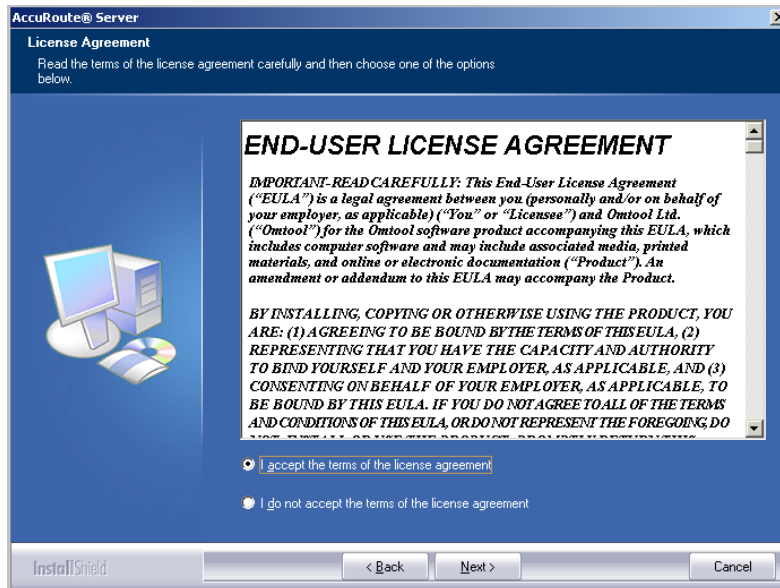 AccuRoute® Server
License Agreement
Read the terms of the license agreement carefully and then choose one of the options
below.
END-USER LICENSE AGREEMENT
IMPORTANT-READ CAREFULLY: This End-User License Agreement
("EULA") is a legal agreement between you (personally and/or on behalf of
your employer, as applicable) ("You" or "Licensee") and Omtool Ltd.
("Omtool") for the Omtool software product accompanying this EULA, which
includes computer software and may include associated media, printed
materials, and online or electronic documentation ("Product"). An
amendment or addendum to this EULA may accompany the Product.
BY INSTALLING, COPYING OR OTHERWISE USING THE PRODUCT, YOU
ARE: (1) AGREEING TO BE BOUND BY THE TERMS OF THIS EULA, (2)
REPRESENTING THAT YOU HAVE THE CAPACITY AND AUTHORITY
TO BIND YOURSELF AND YOUR EMPLOYER, AS APPLICABLE, AND (3)
CONSENTING ON BEHALF OF YOUR EMPLOYER, AS APPLICABLE, TO
BE BOUND BY THIS EULA. IF YOU DO NOT AGREE TO ALL OF THE TERMS
AND CONDITIONS OF THIS EULA, OR DO NOT REPRESENT THE FOREGOING, DO
NOT INSTALL OR USE THE PRODUCT. PROMPTLY RETURN THIS
I accept the terms of the license agreement
I do not accept the terms of the license agreement
InstallShield
< Back
Next >
Cancel